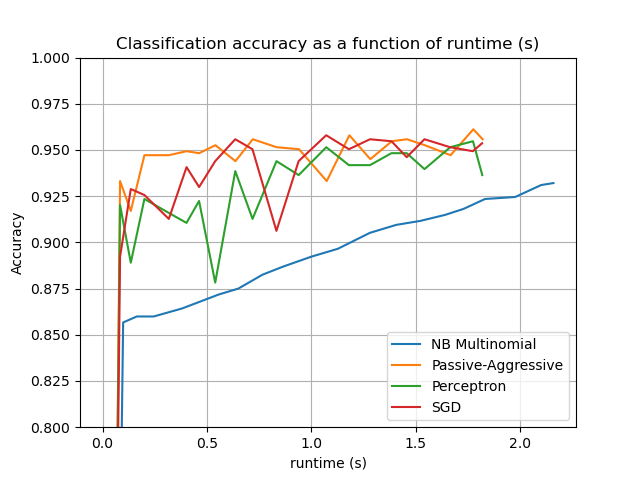 Classification accuracy as a function of runtime (s)
1.000
0.975
0.950
0.925
0.900
0.875
0.850
0.825
0.800
Accuracy
NB Multinomial
Passive-Aggressive
Perceptron
SGD
0.0 0.5 1.0 1.5 2.0
runtime (s)